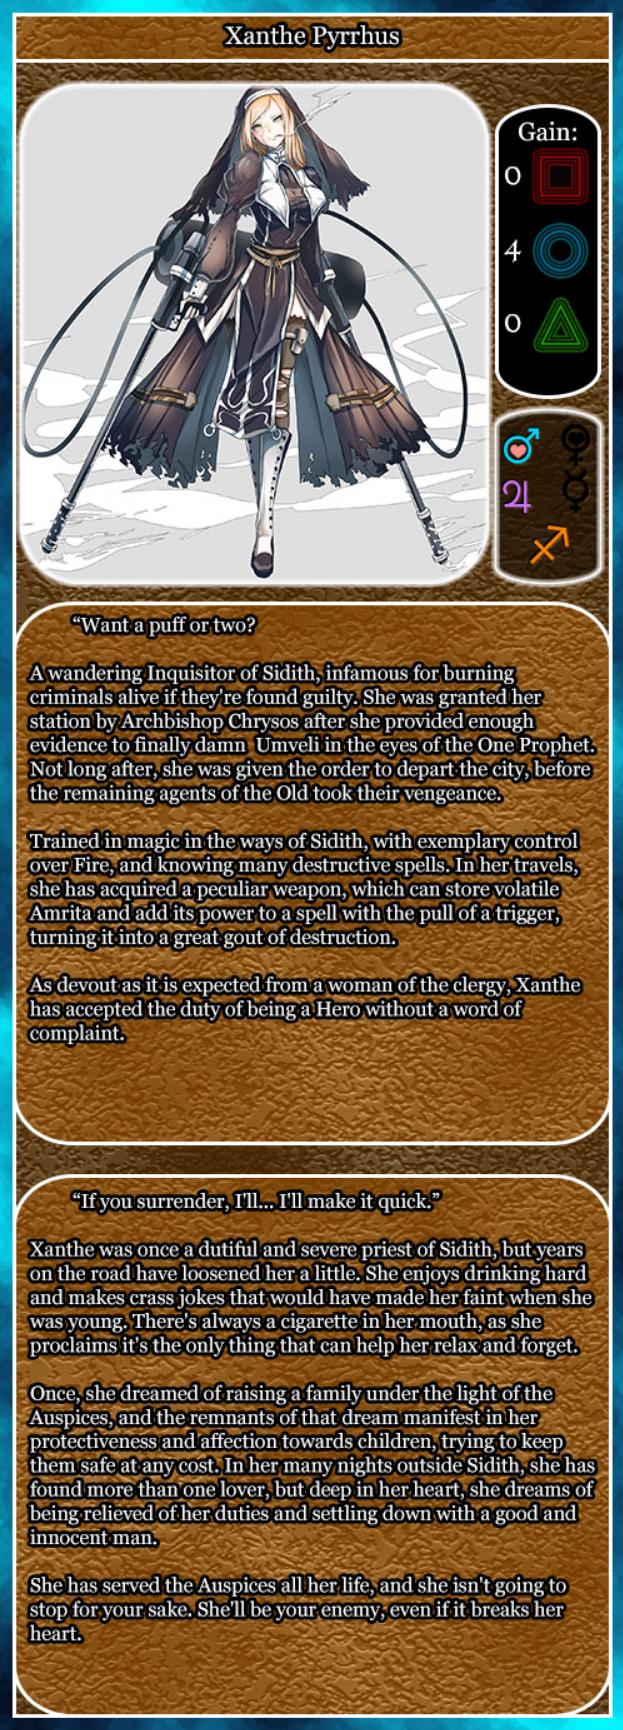 Xanthe Pyrrhus
Gain:
0
4
0
“Want a puff or two?
A wandering Inquisitor of Sidith, infamous for burning
criminals alive if they're found guilty. She was granted her
station by Archbishop Chrysos after she provided enough
evidence to finally damn Umveli in the eyes of the One Prophet.
Not long after, she was given the order to depart the city, before
the remaining agents of the Old took their vengeance.
Trained in magic in the ways of Sidith, with exemplary control
over Fire, and knowing many destructive spells. In her travels,
she has acquired a peculiar weapon, which can store volatile
Amrita and add its power to a spell with the pull of a trigger,
turning it into a great gout of destruction.
As devout as it is expected from a woman of the clergy, Xanthe
has accepted the duty of being a Hero without a word of
complaint.
“If you surrender, I'll... I'll make it quick.”
Xanthe was once a dutiful and severe priest of Sidith, but years
on the road have loosened her a little. She enjoys drinking hard
and makes crass jokes that would have made her faint when she
was young. There's always a cigarette in her mouth, as she
proclaims it's the only thing that can help her relax and forget.
Once, she dreamed of raising a family under the light of the
Auspices, and the remnants of that dream manifest in her
protectiveness and affection towards children, trying to keep
them safe at any cost. In her many nights outside Sidith, she has
found more than one lover, but deep in her heart, she dreams of
being relieved of her duties and settling down with a good and
innocent man.
She has served the Auspices all her life, and she isn't going to
stop for your sake. She'll be your enemy, even if it breaks her
heart.